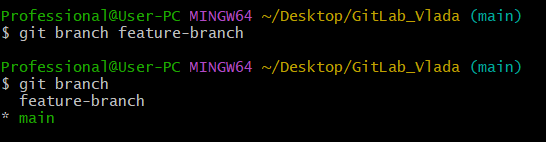 Professional@User-PC MINGW64 ~/Desktop/GitLab_Vlada (main)
$ git branch feature-branch
Professional@User-PC MINGW64 ~/Desktop/GitLab_Vlada (main)
$ git branch
  feature-branch
* main